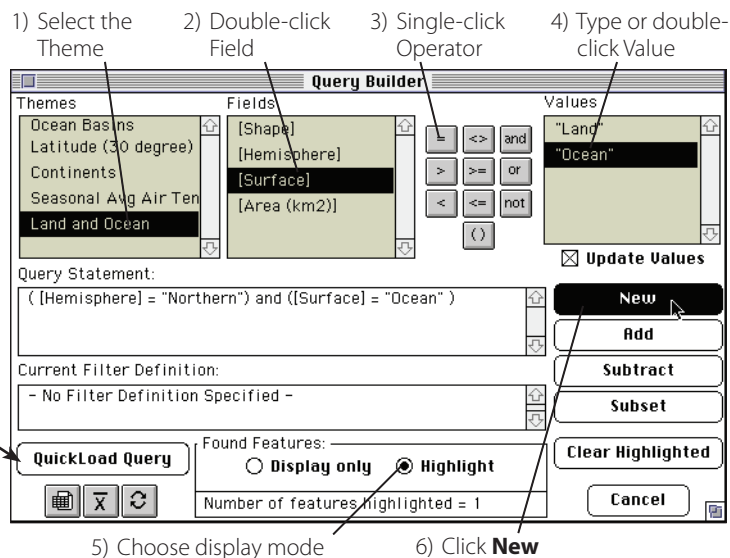 1) Select the Theme
2) Double-click Field
3) Single-click Operator
4) Type or double-click Value
Query Builder
Themes
Fields
Values
Ocean Basins
Latitude (30 degree)
Continents
Seasonal Avg Air Ten
Land and Ocean
[Shape]
[Hemisphere]
[Surface]
[Area (km2)]
= <> and
> >= or
< <= not
()
"Land"
"Ocean"
Update Values
Query Statement:
( [Hemisphere] = "Northern") and ([Surface] = "Ocean" )
New
Add
Subtract
Subset
Current Filter Definition:
- No Filter Definition Specified -
QuickLoad Query
Found Features:
Display only
Highlight
Number of features highlighted = 1
Clear Highlighted
Cancel
x̅
5) Choose display mode
6) Click New